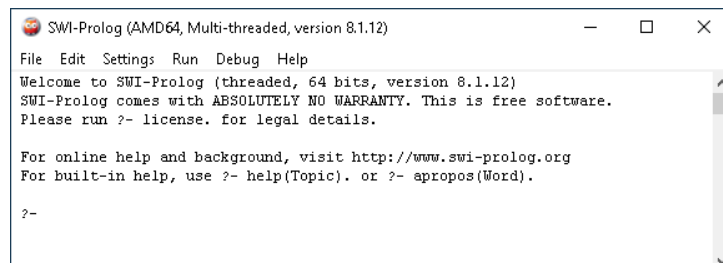 SWI-Prolog (AMD64, Multi-threaded, version 8.1.12)
File Edit Settings Run Debug Help
Welcome to SWI-Prolog (threaded, 64 bits, version 8.1.12)
SWI-Prolog comes with ABSOLUTELY NO WARRANTY. This is free software.
Please run ?- license. for legal details.
For online help and background, visit http://www.swi-prolog.org
For built-in help, use ?- help(Topic). or ?- apropos(Word).
?-